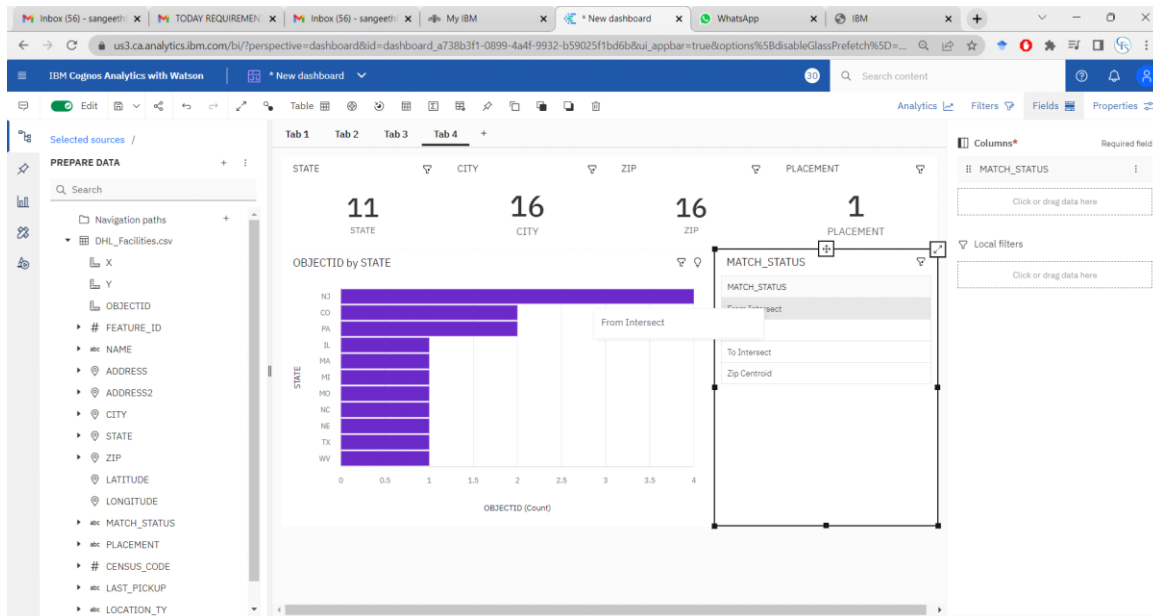 Inbox (56) - sangeeth
TODAY REQUIREMEN
Inbox (56) - sangeeth
My IBM
* New dashboard
WhatsApp
IBM
us3.ca.analytics.ibm.com/bi/?perspective=dashboard&id=dashboard_a738b3f1-0899-4a4f-9932-b59025f1bd6b&ui_appbar=true&options%5BdisableGlassPrefetch%5D=...
IBM Cognos Analytics with Watson
* New dashboard
30
Search content
Edit
Table
Analytics
Filters
Fields
Properties
Selected sources /
PREPARE DATA
Search
Navigation paths
DHL_Facilities.csv
X
Y
OBJECTID
# FEATURE_ID
abc NAME
ADDRESS
ADDRESS2
CITY
STATE
ZIP
LATITUDE
LONGITUDE
abc MATCH_STATUS
abc PLACEMENT
# CENSUS_CODE
abc LAST_PICKUP
abc LOCATION_TY
Tab 1 Tab 2 Tab 3 Tab 4 +
STATE
CITY
ZIP
PLACEMENT
11
STATE
16
CITY
16
ZIP
1
PLACEMENT
OBJECTID by STATE
STATE
NJ
CO
PA
IL
MA
MI
MO
NC
NE
TX
WV
0 0.5 1 1.5 2 2.5 3 3.5 4
OBJECTID (Count)
MATCH_STATUS
MATCH_STATUS
From Intersect
From Intersect
To Intersect
Zip Centroid
Columns*
Required field
MATCH_STATUS
Click or drag data here
Local filters
Click or drag data here